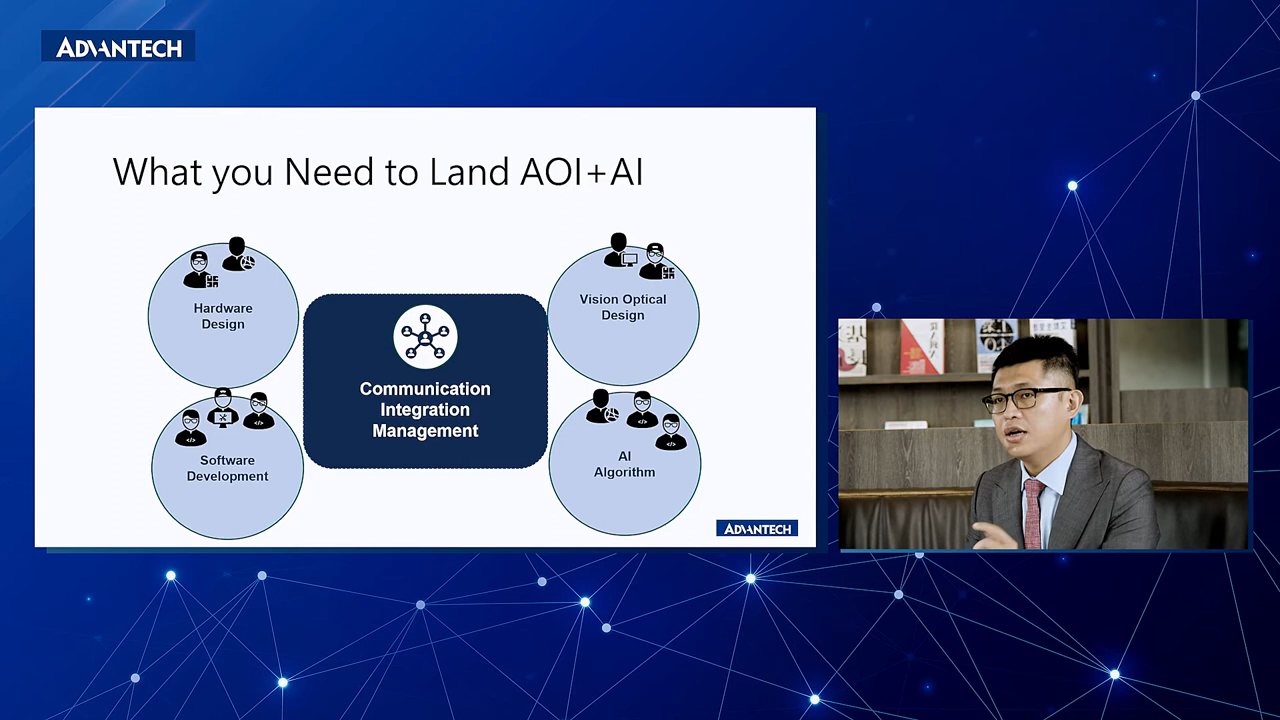 ADVANTECH
What you Need to Land AOI+AI
Hardware
Design
Vision Optical
Design
Communication
Integration
Management
Software
Development
AI
Algorithm
ADVANTECH